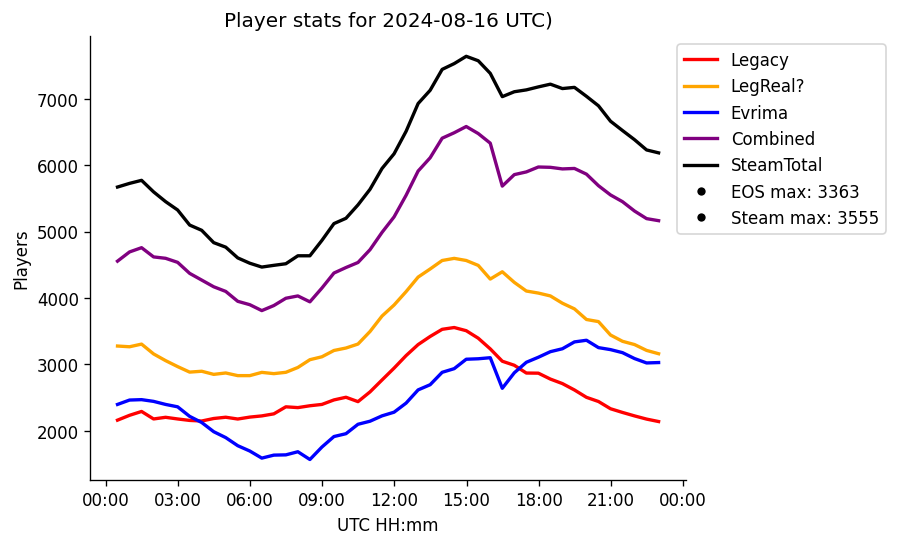 Player stats for 2024-08-16 UTC)
Legacy
LegReal?
Evrima
Combined
SteamTotal
EOS max: 3363
Steam max: 3555
Players
7000
6000
5000
4000
3000
2000
00:00 03:00 06:00 09:00 12:00 15:00 18:00 21:00 00:00
UTC HH:mm